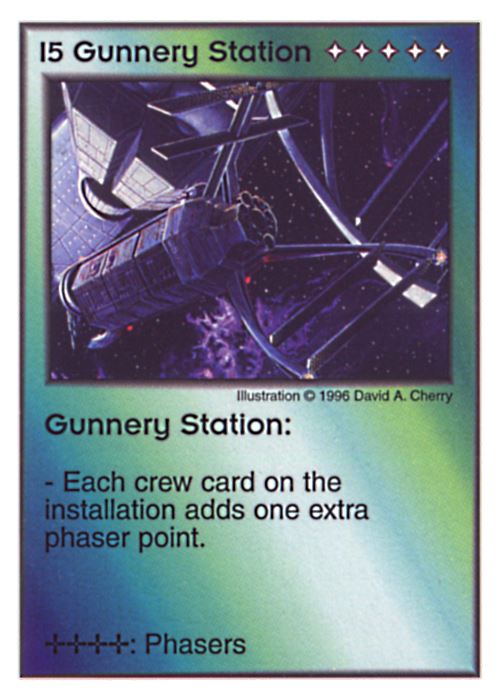 I5 Gunnery Station ✧ ✧ ✧ ✧ ✧
Illustration © 1996 David A. Cherry
Gunnery Station:
- Each crew card on the
installation adds one extra
phaser point.
✢✢✢✢: Phasers